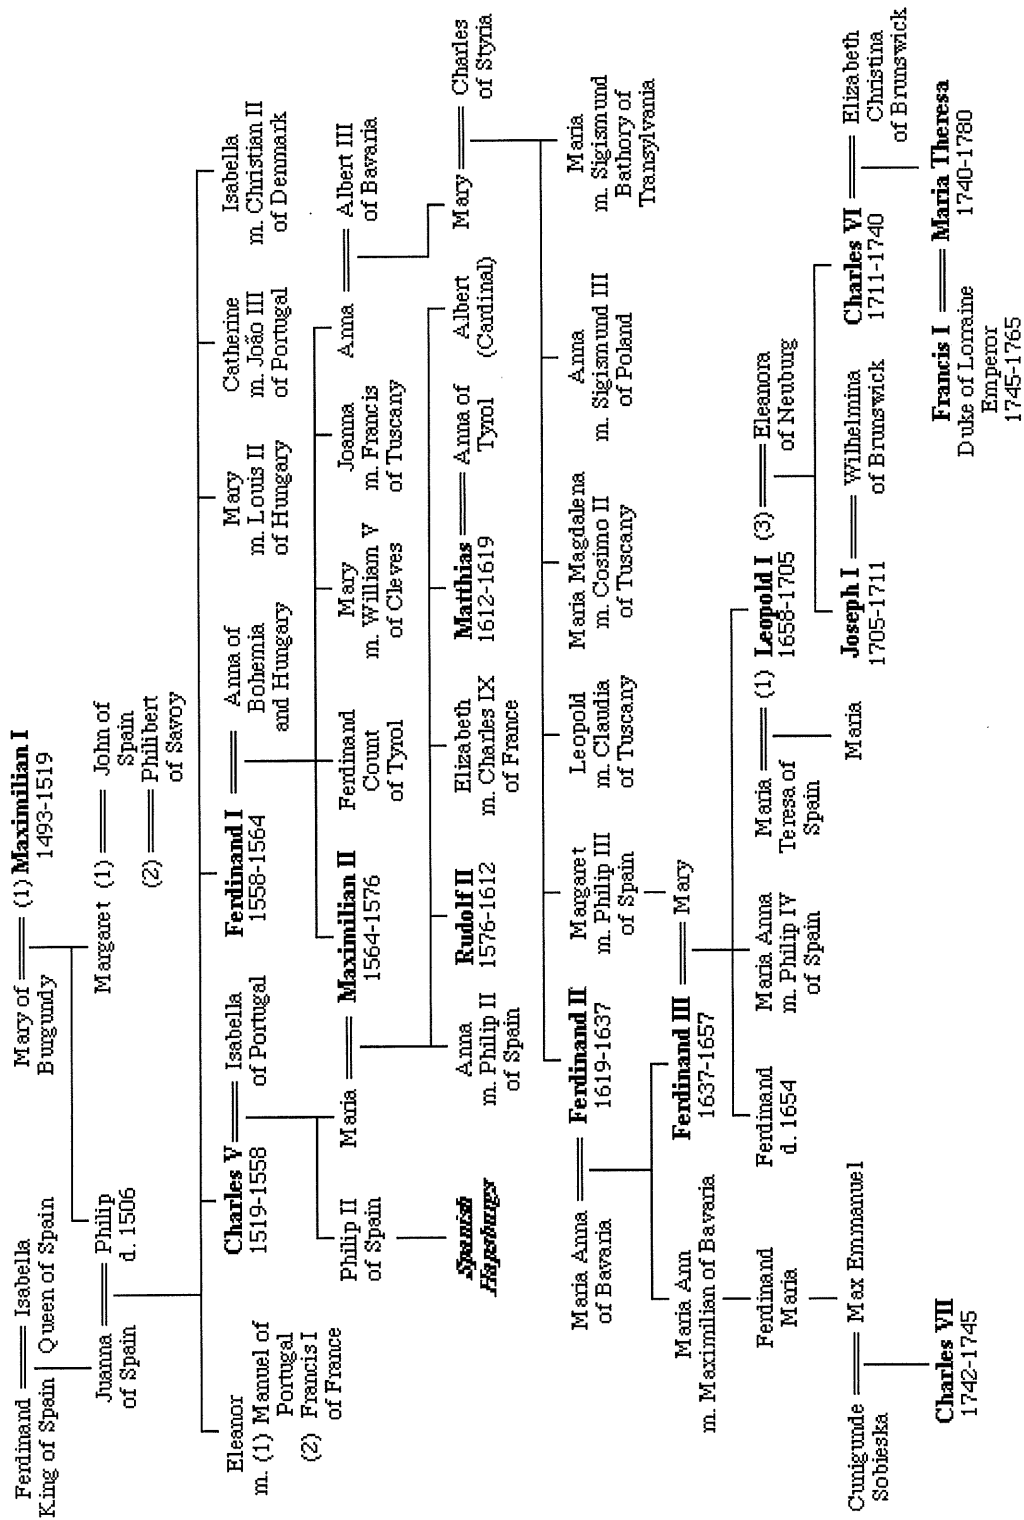 Ferdinand
King of Spain
Isabella
Queen of Spain
Mary of
Burgundy
(1) Maximilian I
1493-1519
Juanna
of Spain
Philip
d. 1506
Margaret (1)
John of
Spain
(2)
Philibert
of Savoy
Eleanor
m. (1) Manuel of
Portugal
(2) Francis I
of France
Charles V
1519-1558
Isabella
of Portugal
Ferdinand I
1558-1564
Anna of
Bohemia
and Hungary
Mary
m. Louis II
of Hungary
Catherine
m. João III
of Portugal
Isabella
m. Christian II
of Denmark
Philip II
of Spain
Maria
Maximilian II
1564-1576
Ferdinand
Count
of Tyrol
Mary
m. William V
of Cleves
Joanna
m. Francis
of Tuscany
Anna
Albert III
of Bavaria
Spanish
Hapsburgs
Anna
m. Philip II
of Spain
Rudolf II
1576-1612
Elizabeth
m. Charles IX
of France
Matthias
1612-1619
Anna of
Tyrol
Albert
(Cardinal)
Mary
Charles
of Styria
Maria Anna
of Bavaria
Ferdinand II
1619-1637
Margaret
m. Philip III
of Spain
Leopold
m. Claudia
of Tuscany
Maria Magdalena
m. Cosimo II
of Tuscany
Anna
m. Sigismund III
of Poland
Maria
m. Sigismund
Bathory of
Transylvania
Maria Ann
m. Maximilian of Bavaria
Ferdinand III
1637-1657
Mary
Ferdinand
Maria
Ferdinand
d. 1654
Maria Anna
m. Philip IV
of Spain
Maria
Teresa of
Spain
(1) Leopold I (3)
1658-1705
Eleanora
of Neuburg
Cunigunde
Sobieska
Max Emmanuel
Maria
Joseph I
1705-1711
Wilhelmina
of Brunswick
Charles VI
1711-1740
Elizabeth
Christina
of Brunswick
Charles VII
1742-1745
Francis I
Duke of Lorraine
Emperor
1745-1765
Maria Theresa
1740-1780